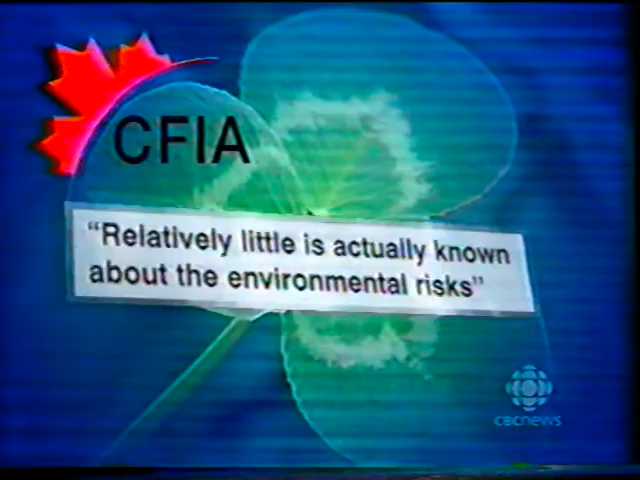 CFIA
“Relatively little is actually known
about the environmental risks”
cbcnews